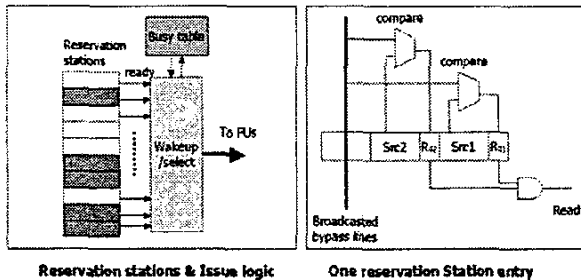 Reservation
stations
Busy table
ready
Wakeup
/select
To FUs
Reservation stations & Issue logic
compare
compare
Src2
Src1
Broadcasted
bypass lines
Ready
One reservation Station entry